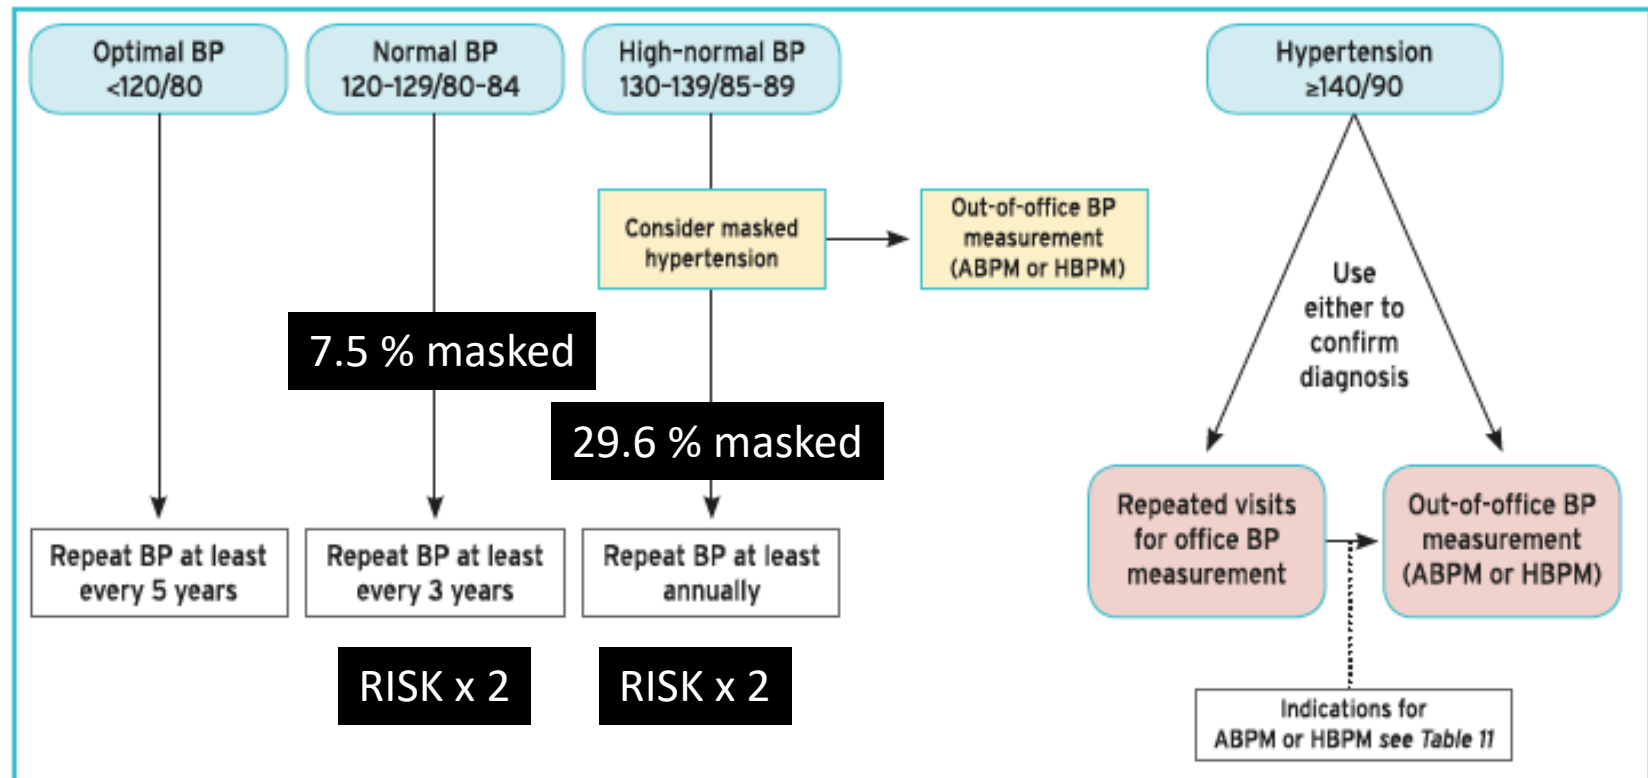 Optimal BP
<120/80
Normal BP
120-129/80-84
High-normal BP
130-139/85-89
Hypertension
≥140/90
Consider masked
hypertension
Out-of-office BP
measurement
(ABPM or HBPM)
Use
either to
confirm
diagnosis
7.5 % masked
29.6 % masked
Repeat BP at least
every 5 years
Repeat BP at least
every 3 years
Repeat BP at least
annually
Repeated visits
for office BP
measurement
Out-of-office BP
measurement
(ABPM or HBPM)
RISK x 2
RISK x 2
Indications for
ABPM or HBPM see Table 11